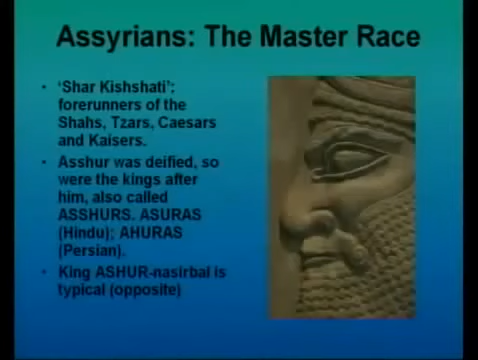 Assyrians: The Master Race
• 'Shar Kishshati':
forerunners of the
Shahs, Tzars, Caesars
and Kaisers.
• Asshur was deified, so
were the kings after
him, also called
ASSHURS. ASURAS
(Hindu); AHURAS
(Persian).
• King ASHUR-nasirbal is
typical (opposite)